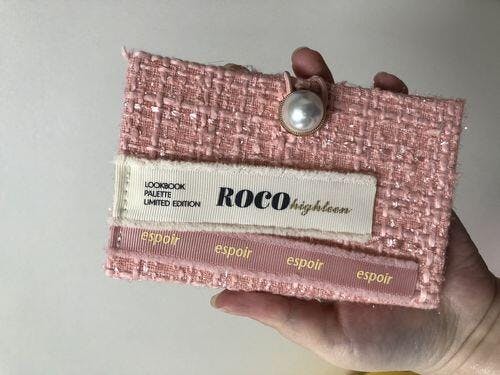 LOOKBOOK
PALETTE
LIMITED EDITION
ROCO highteen
espoir espoir espoir espoir